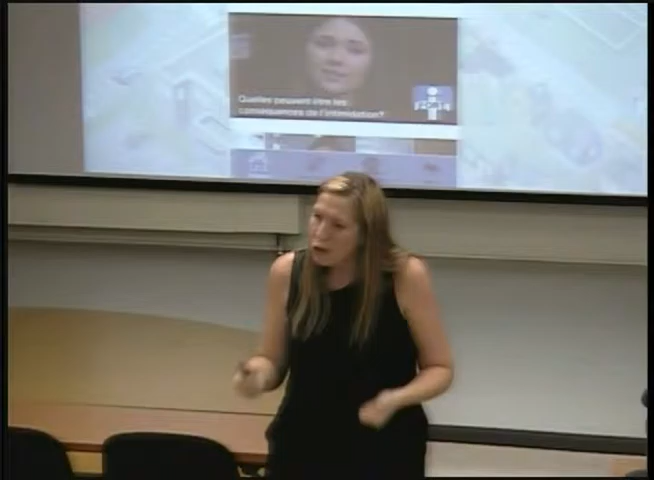 Quelles peuvent être les
conséquences de l'intimidation?